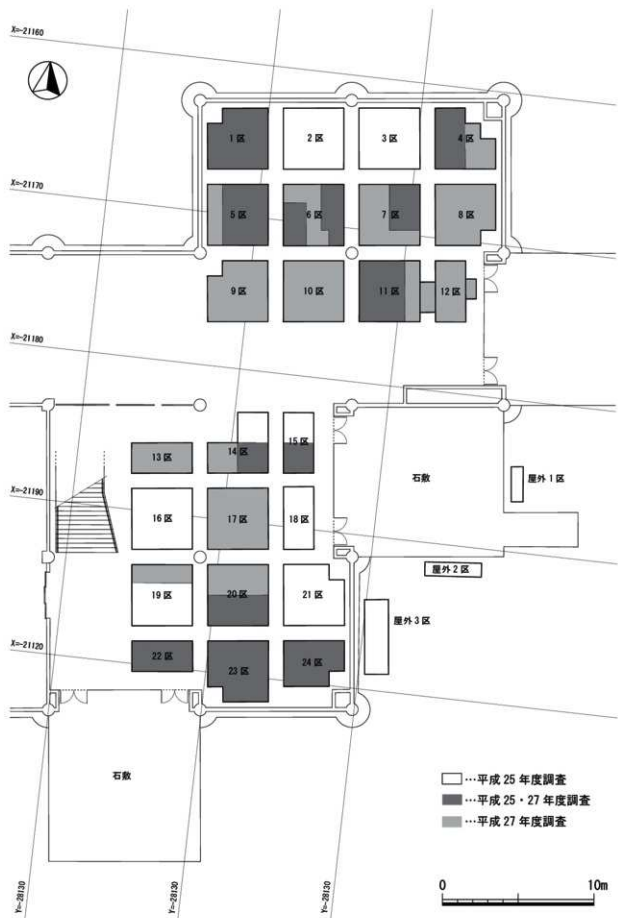 X=-21160
1区
2区
3区
4区
X=-21170
5区
6区
7区
8区
9区
10区
11区
12区
X=-21180
13区
14区
15区
石敷
屋外1区
X=-21190
16区
17区
18区
屋外2区
19区
20区
21区
屋外3区
X=-21120
22区
23区
24区
石敷
…平成25年度調査
…平成25・27年度調査
…平成27年度調査
0 10m
Y=-28130
Y=-28130
Y=-28130